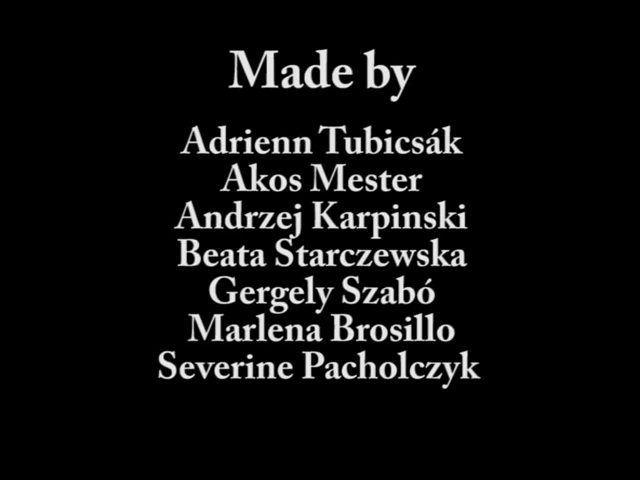 Made by
Adrienn Tubicsák
Akos Mester
Andrzej Karpinski
Beata Starczewska
Gergely Szabó
Marlena Brosillo
Severine Pacholczyk